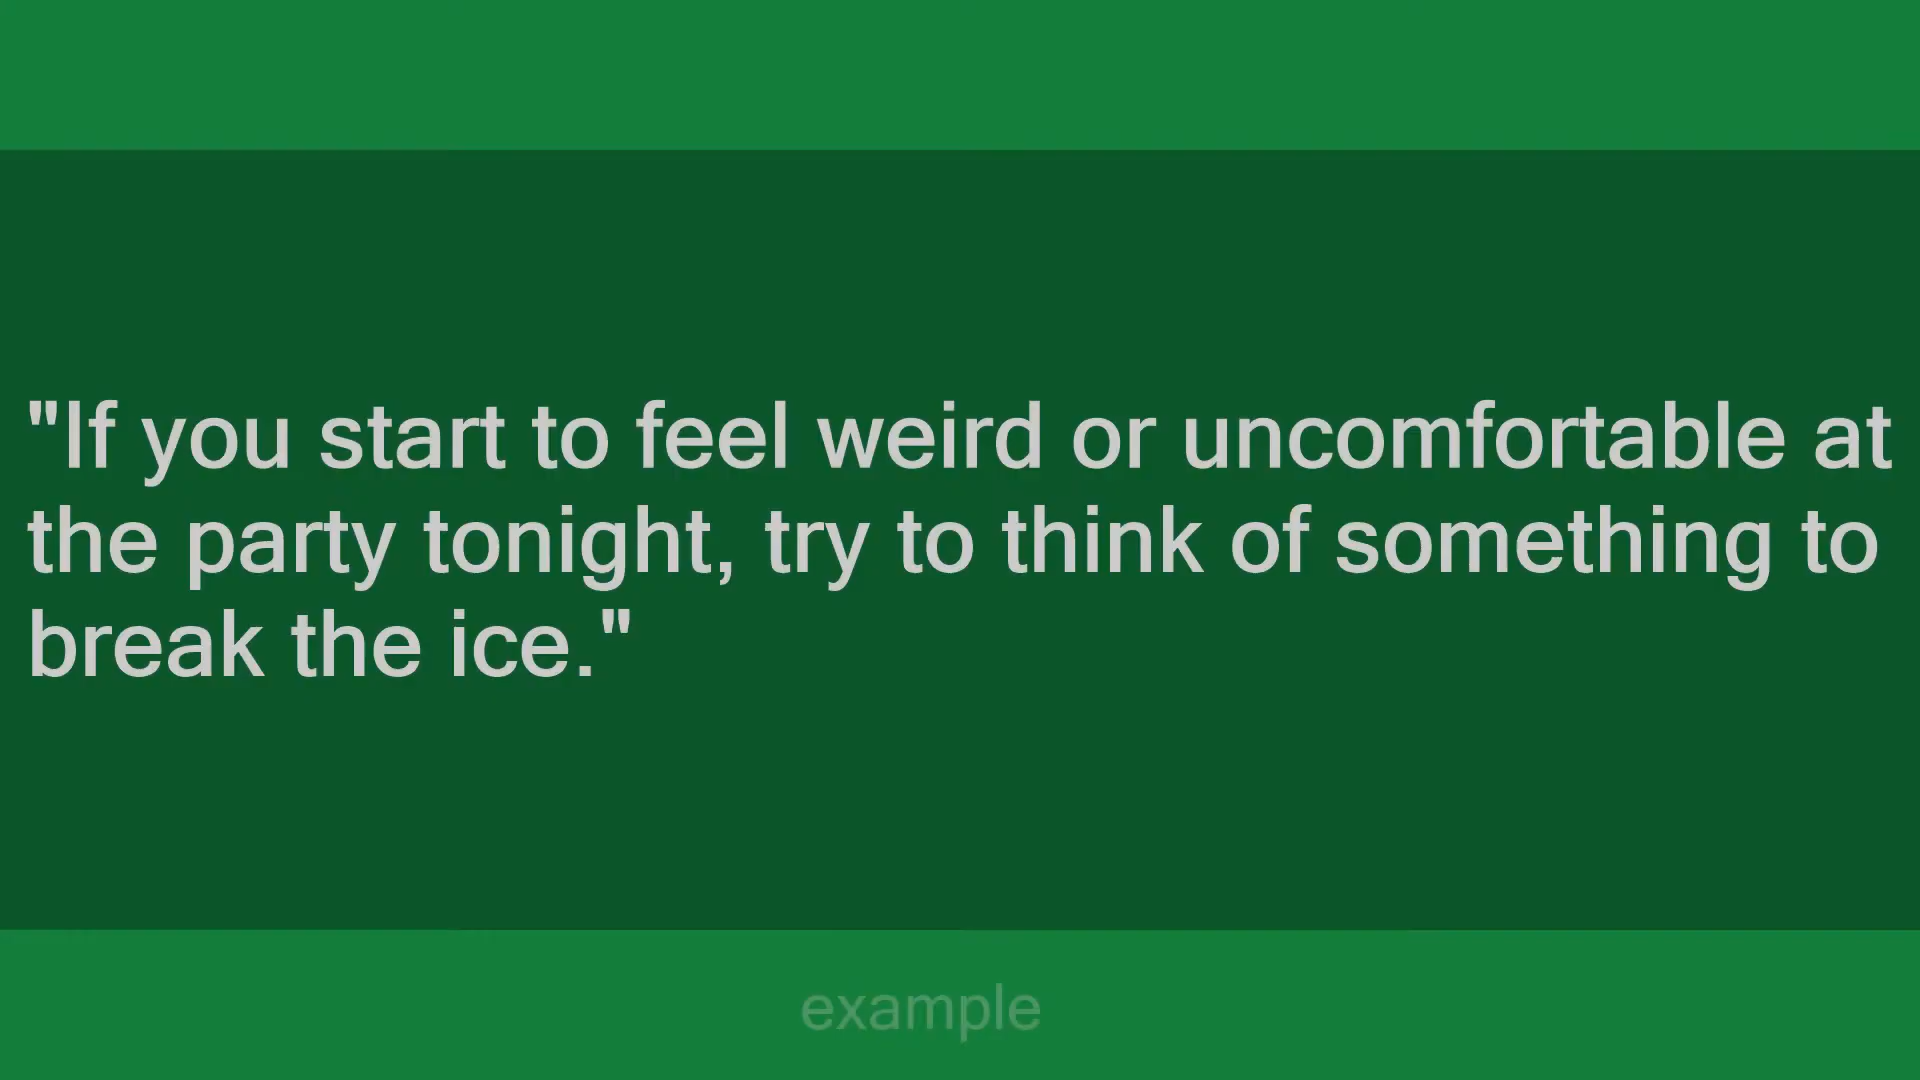 "If you start to feel weird or uncomfortable at
the party tonight, try to think of something to
break the ice."
example